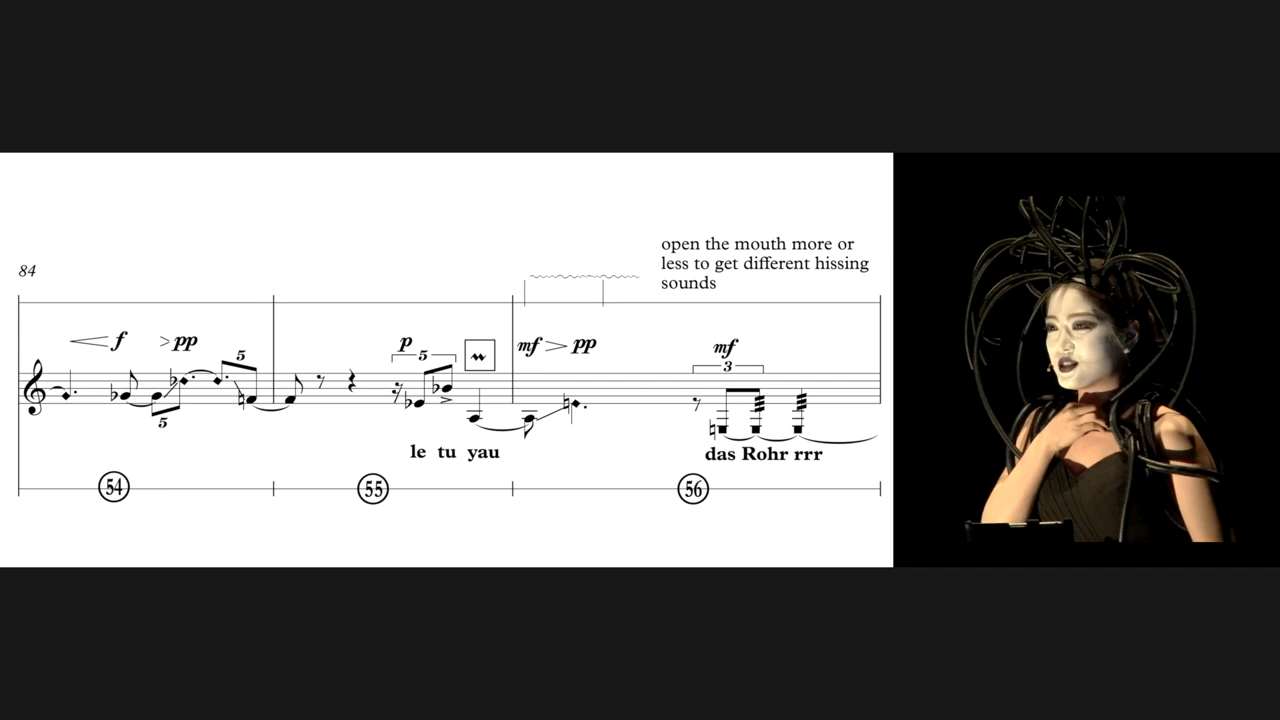 open the mouth more or
less to get different hissing
sounds
84
f pp p mf pp mf
5 5 5 3
le tu yau das Rohr rrr
54 55 56